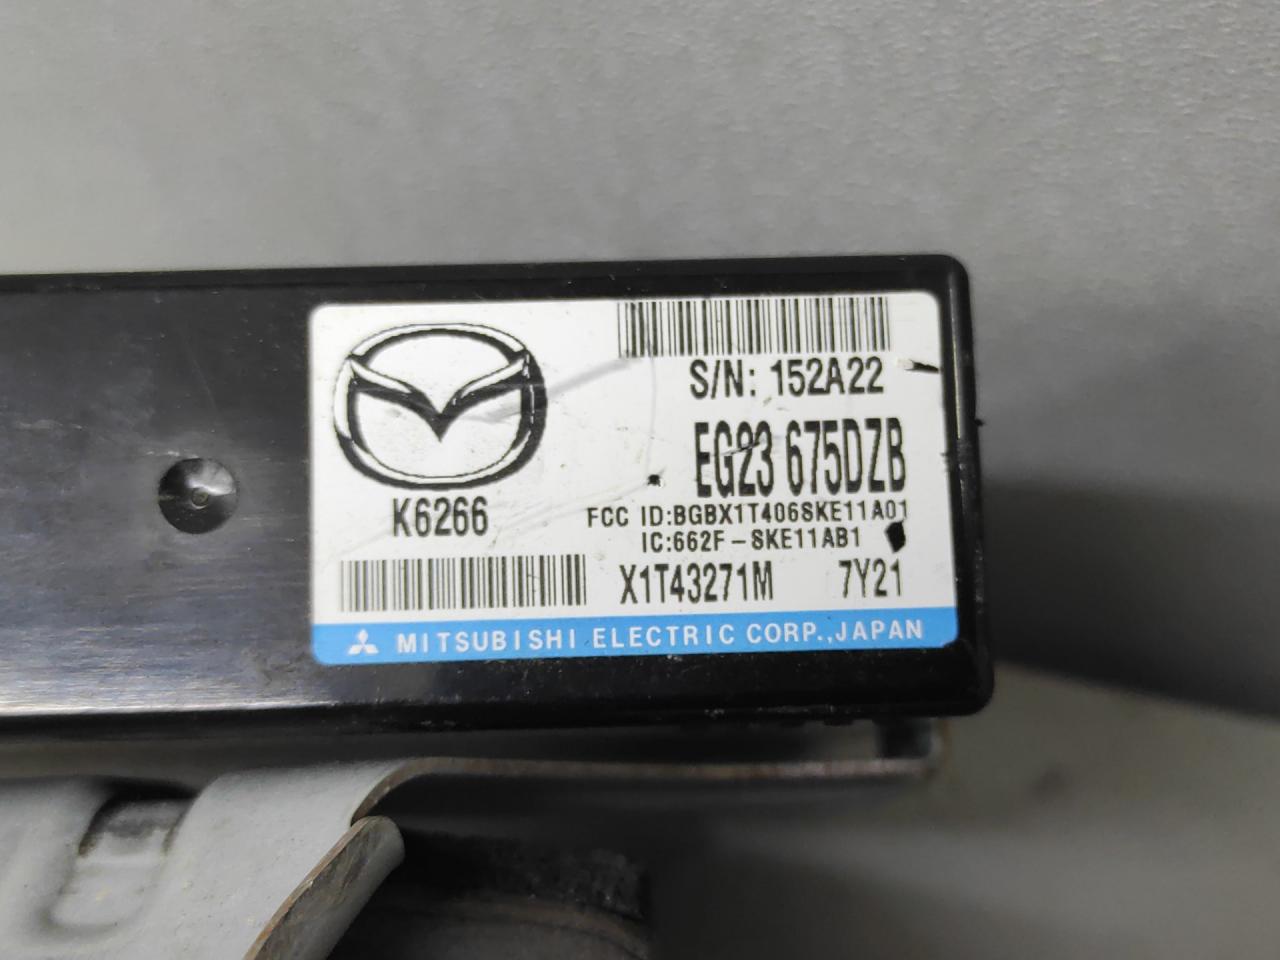 S/N: 152A22
EG23 675DZB
K6266
FCC ID:BGBX1T406SKE11A01
IC:662F-SKE11AB1
X1T43271M 7Y21
MITSUBISHI ELECTRIC CORP.,JAPAN